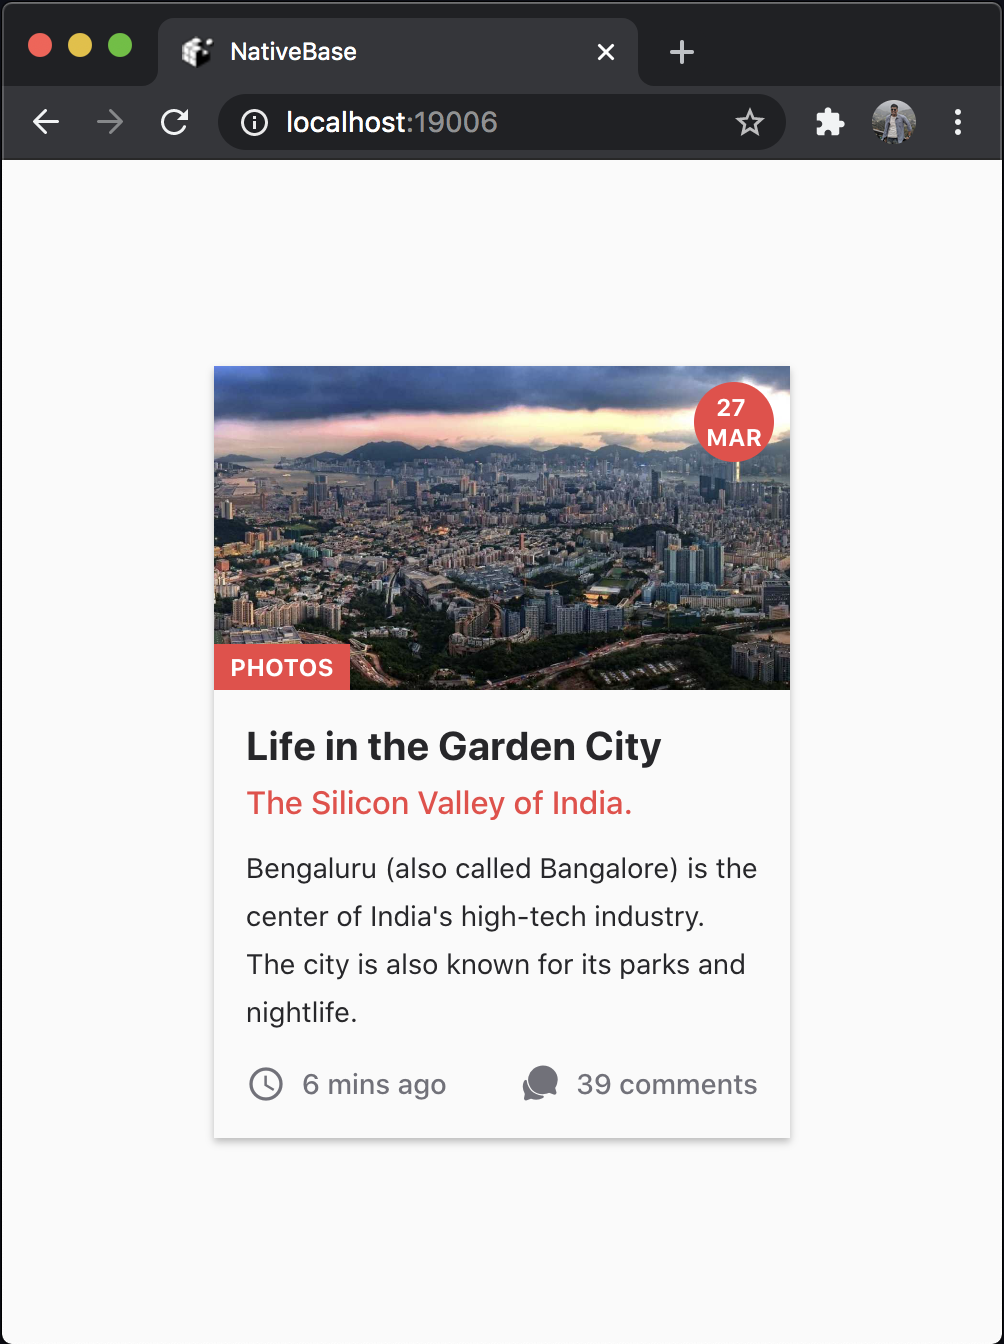 NativeBase
localhost:19006
27
MAR
PHOTOS
Life in the Garden City
The Silicon Valley of India.
Bengaluru (also called Bangalore) is the
center of India's high-tech industry.
The city is also known for its parks and
nightlife.
6 mins ago 39 comments